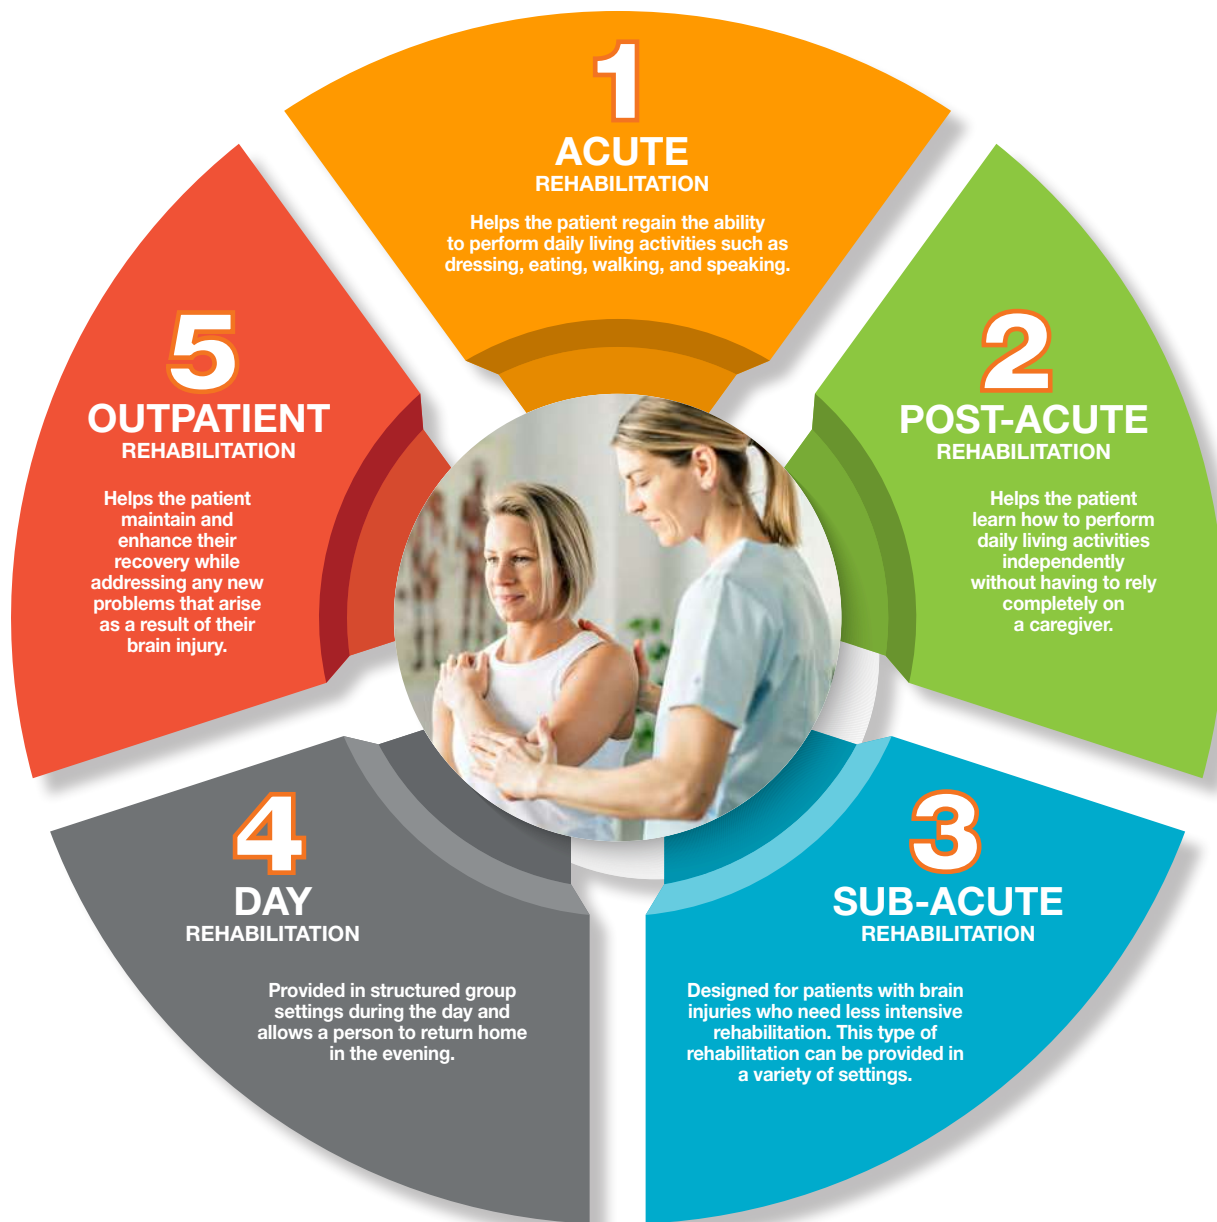 1
ACUTE
REHABILITATION
Helps the patient regain the ability
to perform daily living activities such as
dressing, eating, walking, and speaking.
2
POST-ACUTE
REHABILITATION
Helps the patient
learn how to perform
daily living activities
independently
without having to rely
completely on
a caregiver.
3
SUB-ACUTE
REHABILITATION
Designed for patients with brain
injuries who need less intensive
rehabilitation. This type of
rehabilitation can be provided in
a variety of settings.
4
DAY
REHABILITATION
Provided in structured group
settings during the day and
allows a person to return home
in the evening.
5
OUTPATIENT
REHABILITATION
Helps the patient
maintain and
enhance their
recovery while
addressing any new
problems that arise
as a result of their
brain injury.